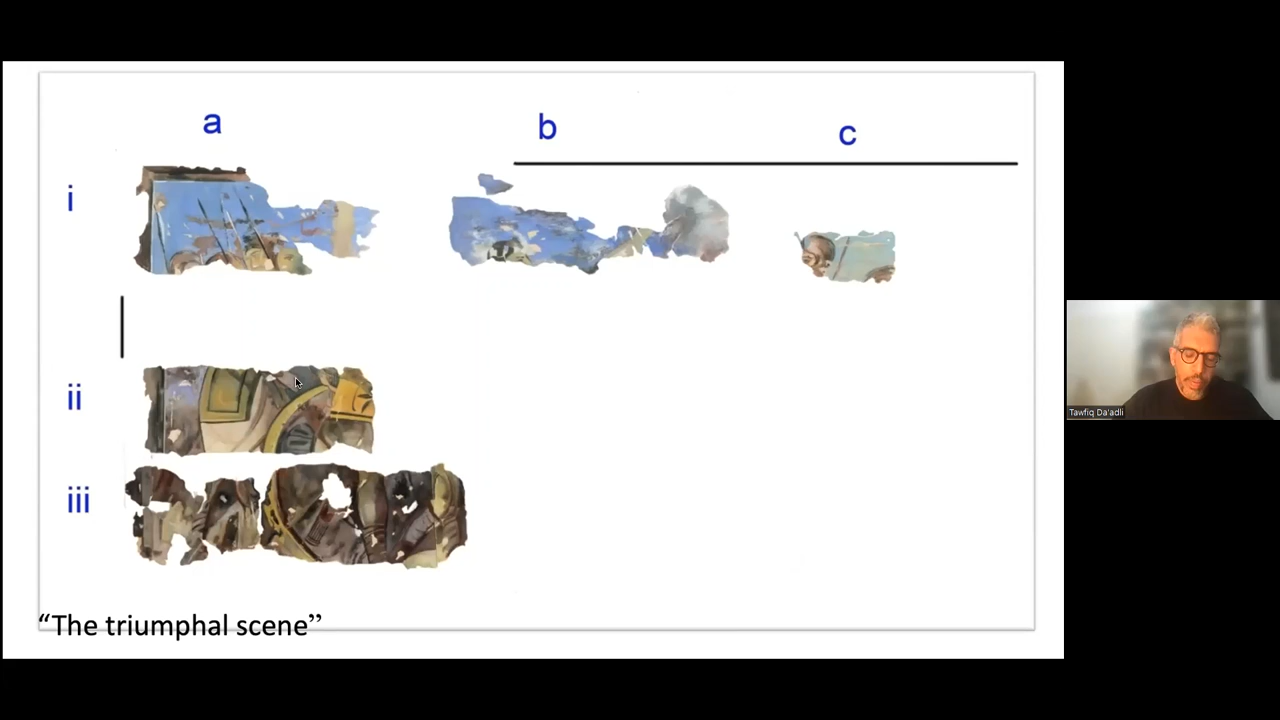 a b c
i
ii
iii
“The triumphal scene”
Tawfiq Da'adli